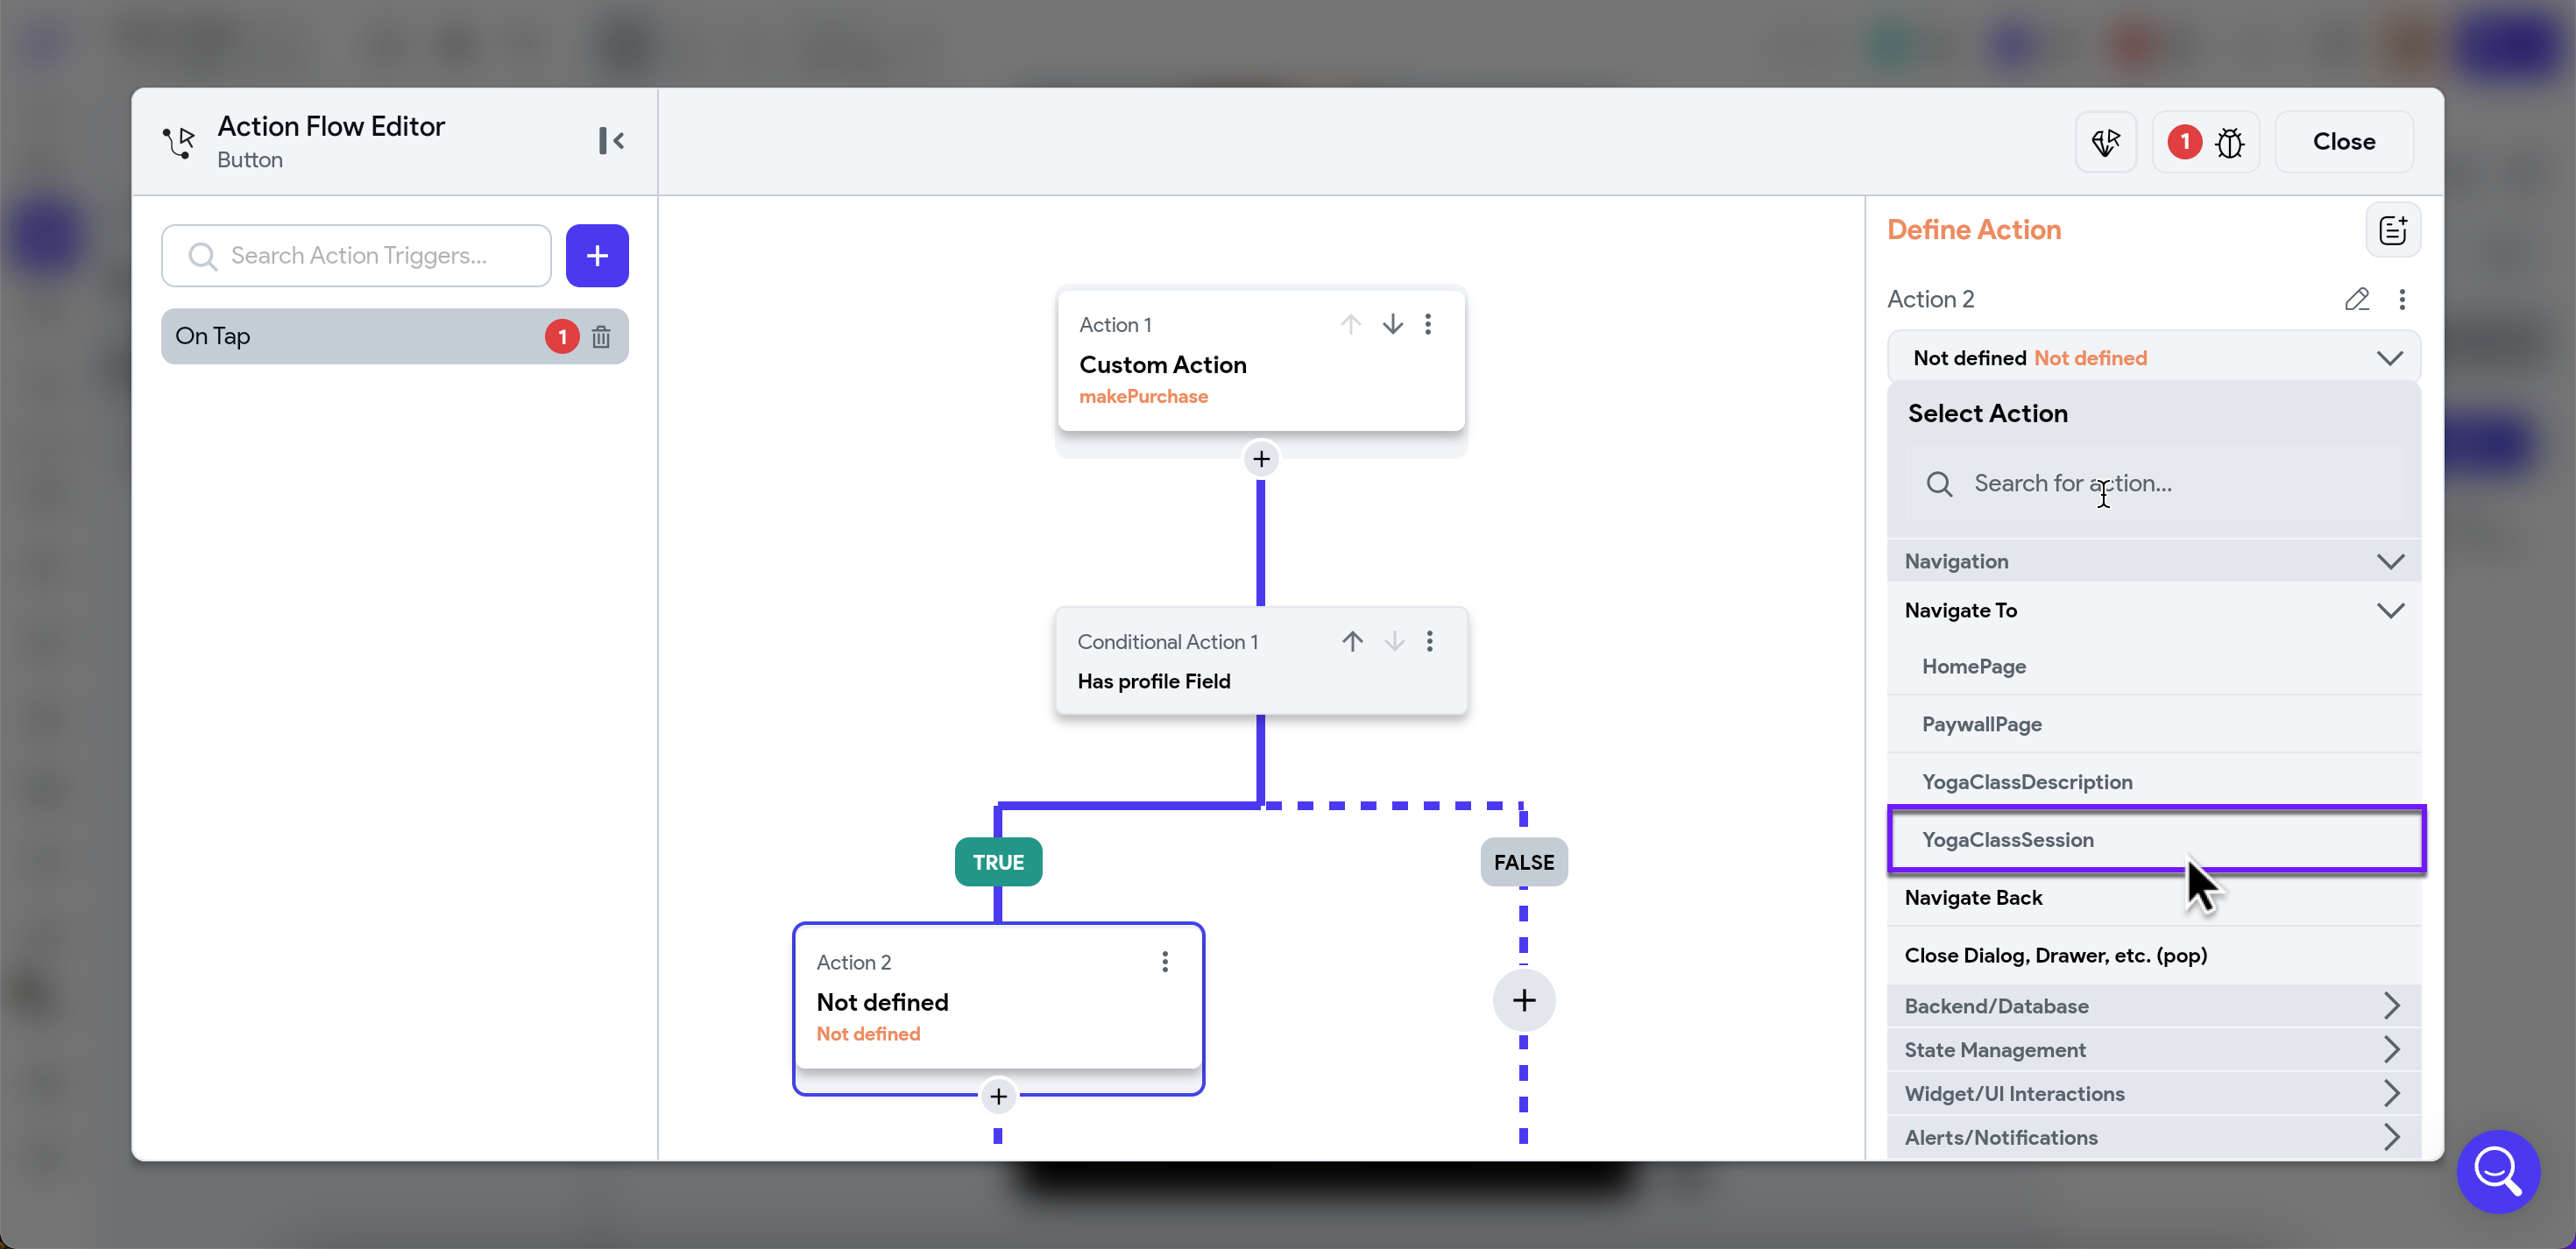 Action Flow Editor
Button
1
Close
Search Action Triggers...
On Tap
1
Action 1
Custom Action
makePurchase
Conditional Action 1
Has profile Field
TRUE
FALSE
Action 2
Not defined
Not defined
Define Action
Action 2
Not defined Not defined
Select Action
Search for action...
Navigation
Navigate To
HomePage
PaywallPage
YogaClassDescription
YogaClassSession
Navigate Back
Close Dialog, Drawer, etc. (pop)
Backend/Database
State Management
Widget/UI Interactions
Alerts/Notifications